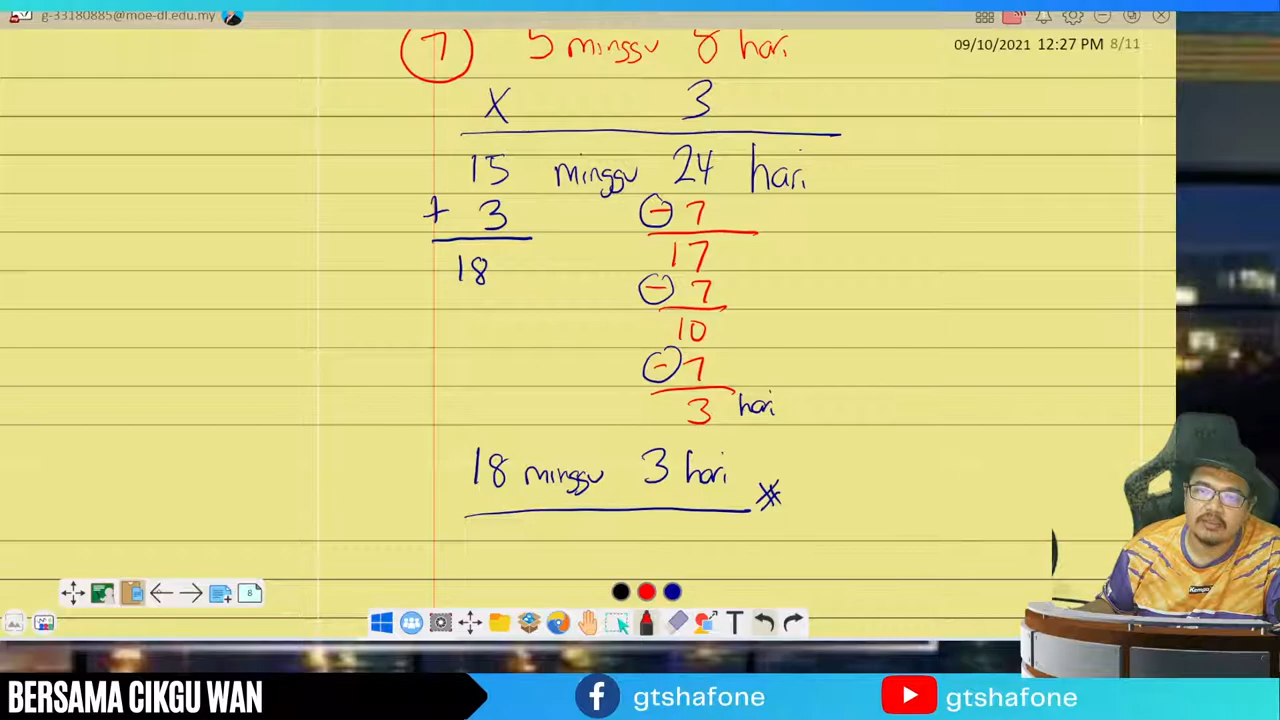 g-33180885@moe-dl.edu.my
09/10/2021 12:27 PM 8/11
7 5 minggu 8 hari
X 3
15 minggu 24 hari
+ 3 - 7
18 17
- 7
10
- 7
3 hari
18 minggu 3 hari
8
T
Kempo
BERSAMA CIKGU WAN
gtshafone
gtshafone